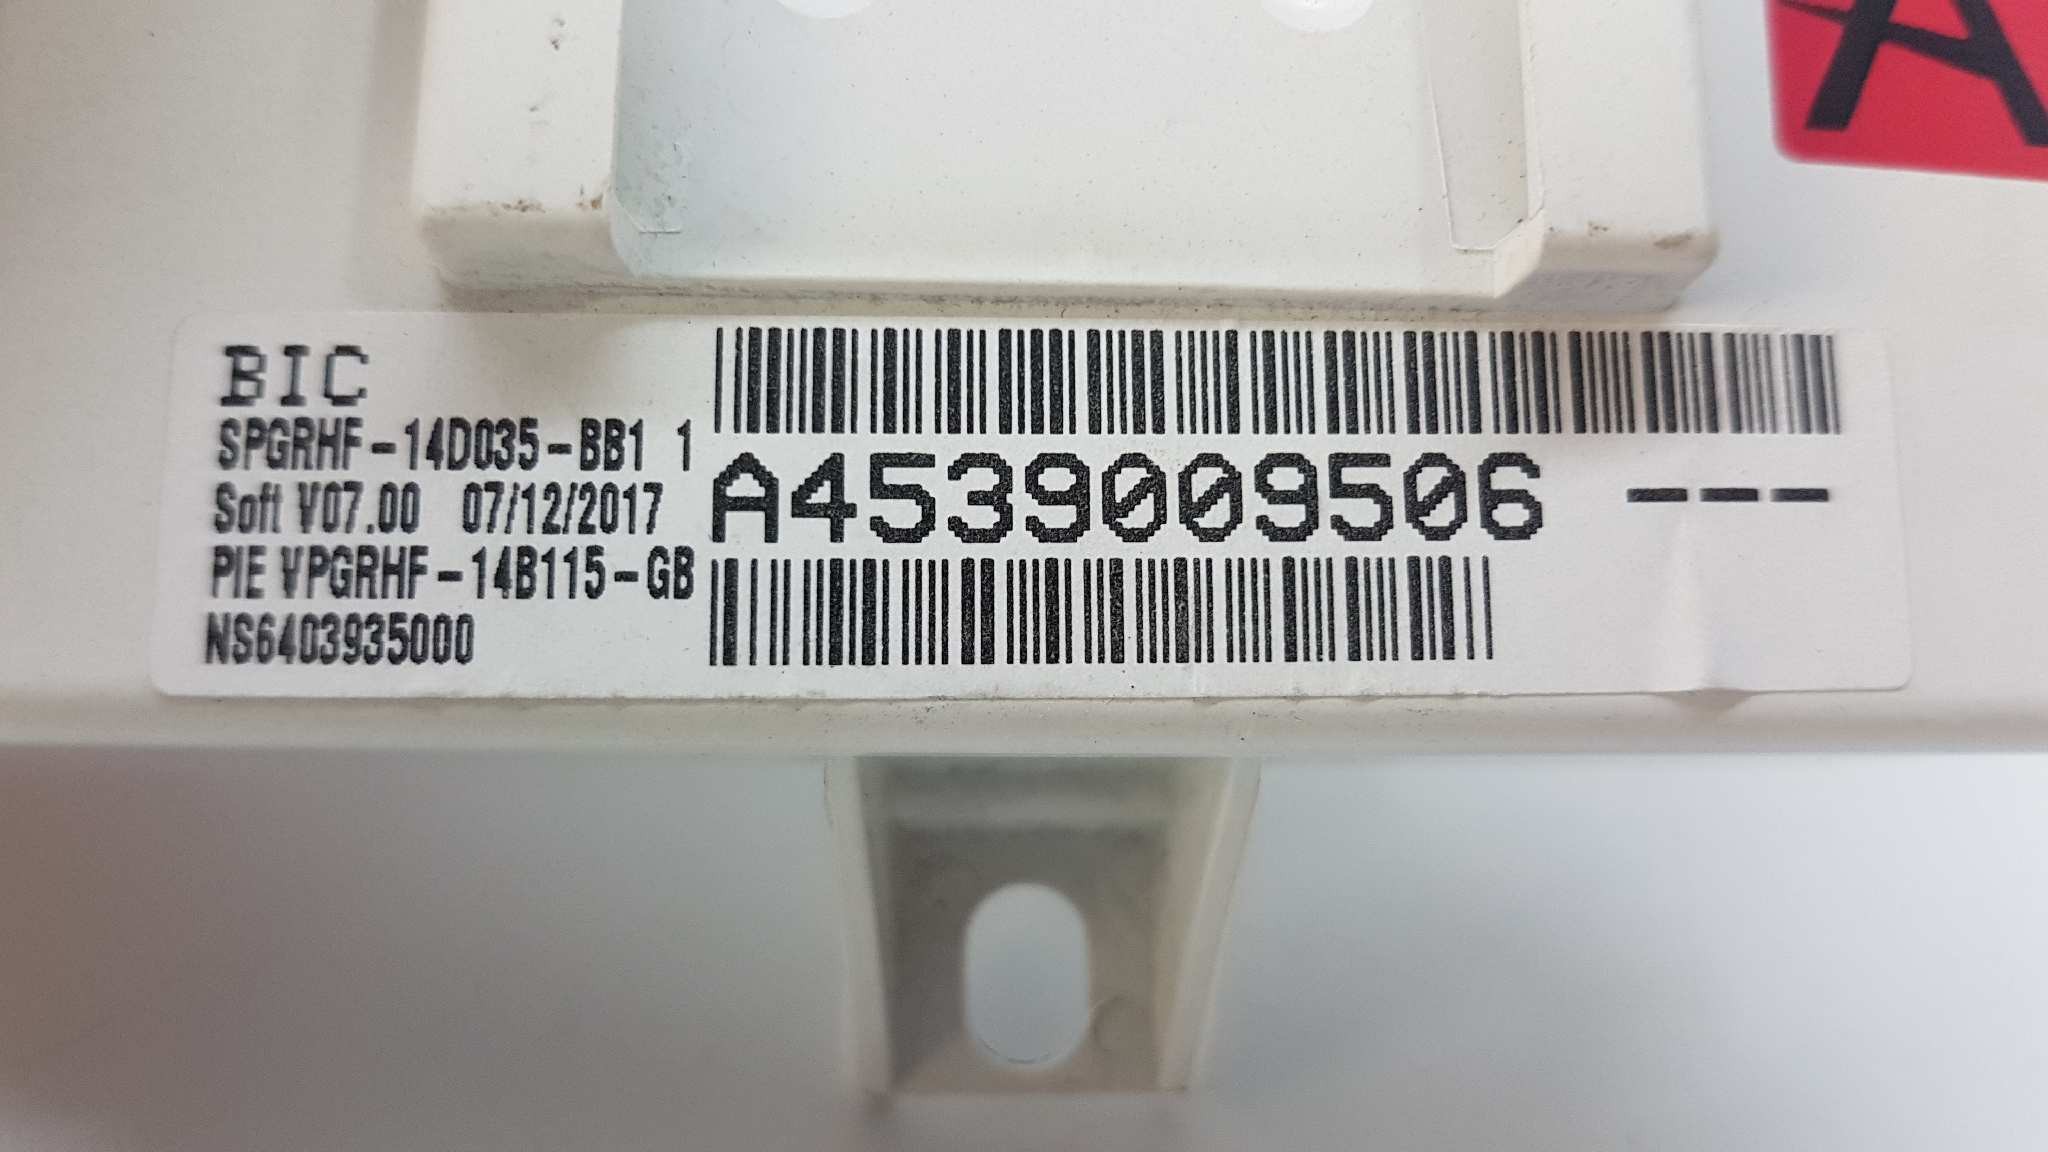 BIC
SPGRHF-14D035-BB1 1
Soft V07.00 07/12/2017
PIE VPGRHF-14B115-GB
NS6403935000
A4539009506 ---